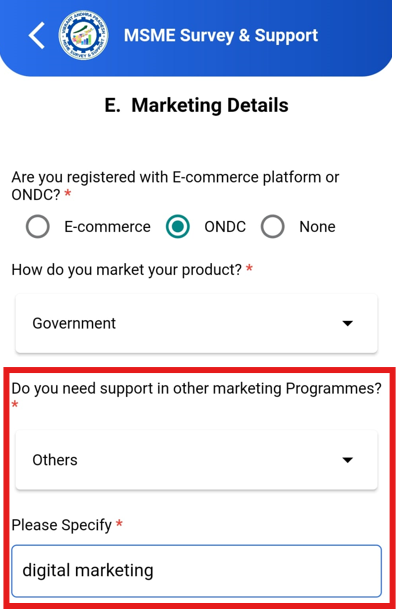 MSME Survey & Support
E. Marketing Details
Are you registered with E-commerce platform or
ONDC? *
E-commerce ONDC None
How do you market your product? *
Government
Do you need support in other marketing Programmes?
*
Others
Please Specify *
digital marketing